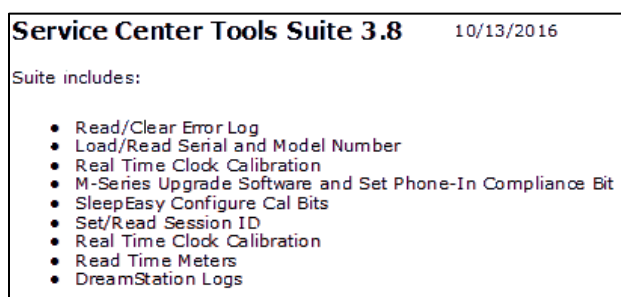 Service Center Tools Suite 3.8 10/13/2016
Suite includes:
• Read/Clear Error Log
• Load/Read Serial and Model Number
• Real Time Clock Calibration
• M-Series Upgrade Software and Set Phone-In Compliance Bit
• SleepEasy Configure Cal Bits
• Set/Read Session ID
• Real Time Clock Calibration
• Read Time Meters
• DreamStation Logs